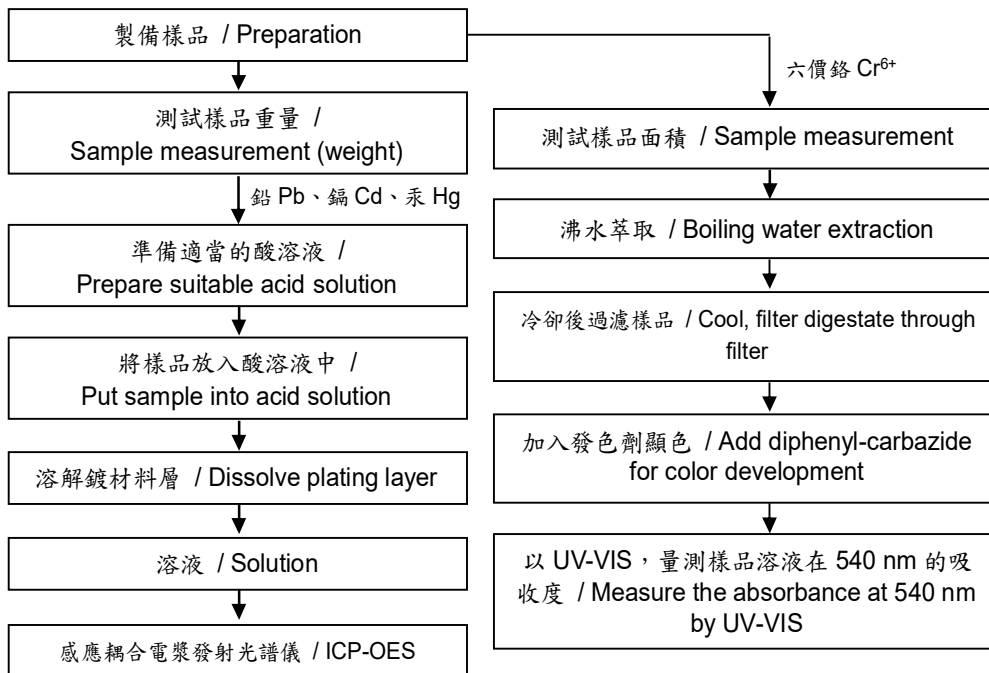 製備樣品 / Preparation
測試樣品重量 /
Sample measurement (weight)
鉛 Pb、鎘 Cd、汞 Hg
準備適當的酸溶液 /
Prepare suitable acid solution
將樣品放入酸溶液中 /
Put sample into acid solution
溶解鍍材料層 / Dissolve plating layer
溶液 / Solution
感應耦合電漿發射光譜儀 / ICP-OES
六價鉻 Cr⁶⁺
測試樣品面積 / Sample measurement
沸水萃取 / Boiling water extraction
冷卻後過濾樣品 / Cool, filter digestate through
filter
加入發色劑顯色 / Add diphenyl-carbazide
for color development
以 UV-VIS，量測樣品溶液在 540 nm 的吸
收度 / Measure the absorbance at 540 nm
by UV-VIS